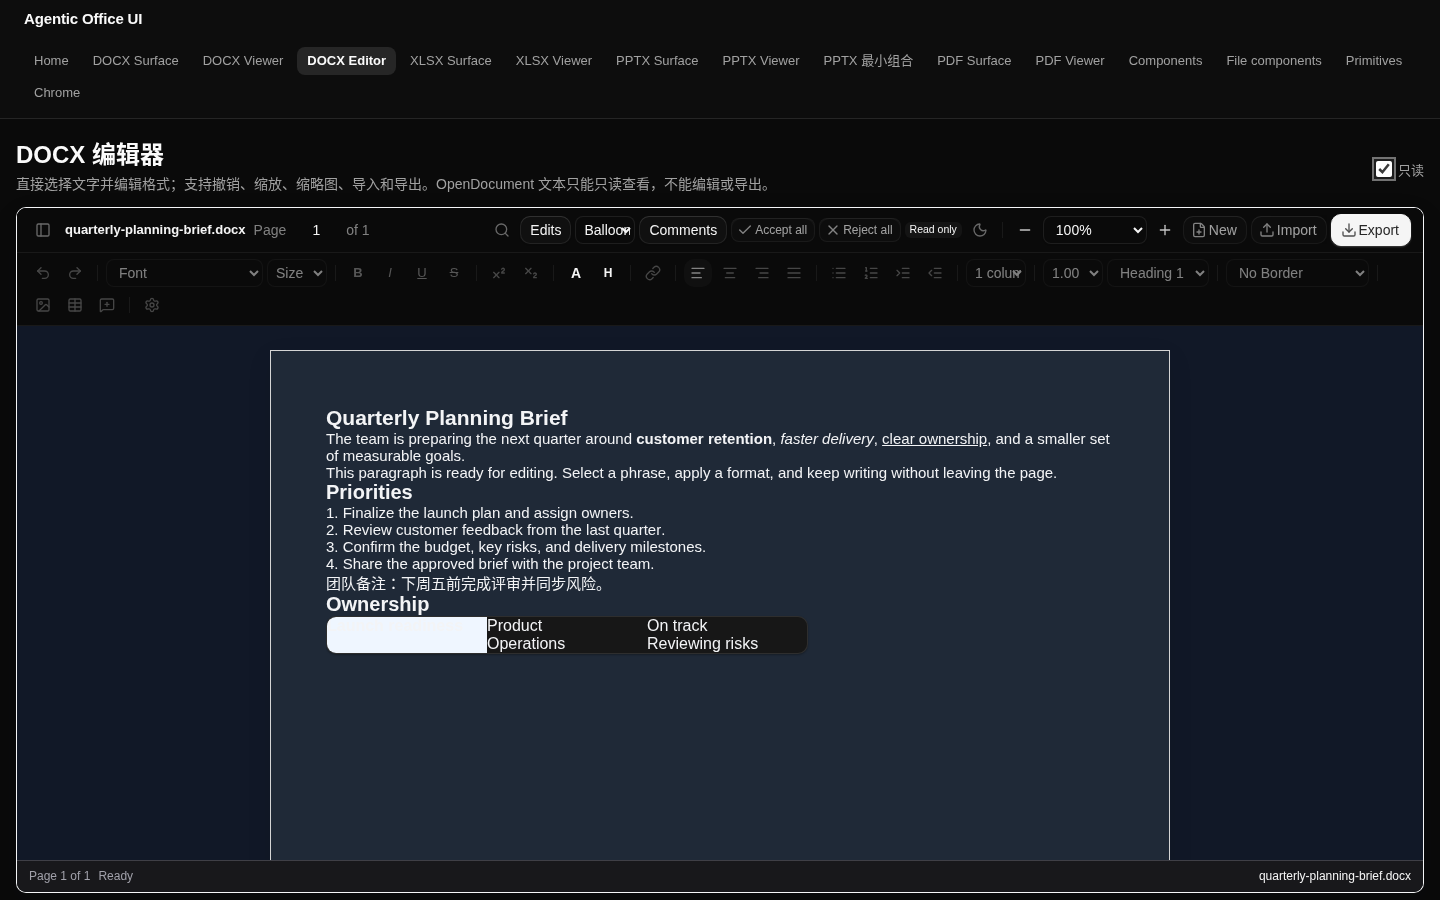 Agentic Office UI
Home DOCX Surface DOCX Viewer DOCX Editor XLSX Surface XLSX Viewer PPTX Surface PPTX Viewer PPTX 最小组合 PDF Surface PDF Viewer Components File components Primitives
Chrome
DOCX 编辑器
直接选择文字并编辑格式；支持撤销、缩放、缩略图、导入和导出。OpenDocument 文本只能只读查看，不能编辑或导出。
只读
quarterly-planning-brief.docx Page 1 of 1 Edits Balloon Comments Accept all Reject all Read only 100% New Import Export
Font Size B I U S x² x₂ A H 1 colum 1.00 Heading 1 No Border
Quarterly Planning Brief
The team is preparing the next quarter around customer retention, faster delivery, clear ownership, and a smaller set
of measurable goals.
This paragraph is ready for editing. Select a phrase, apply a format, and keep writing without leaving the page.
Priorities
1. Finalize the launch plan and assign owners.
2. Review customer feedback from the last quarter.
3. Confirm the budget, key risks, and delivery milestones.
4. Share the approved brief with the project team.
团队备注：下周五前完成评审并同步风险。
Ownership
Product On track
Operations Reviewing risks
Page 1 of 1 Ready quarterly-planning-brief.docx